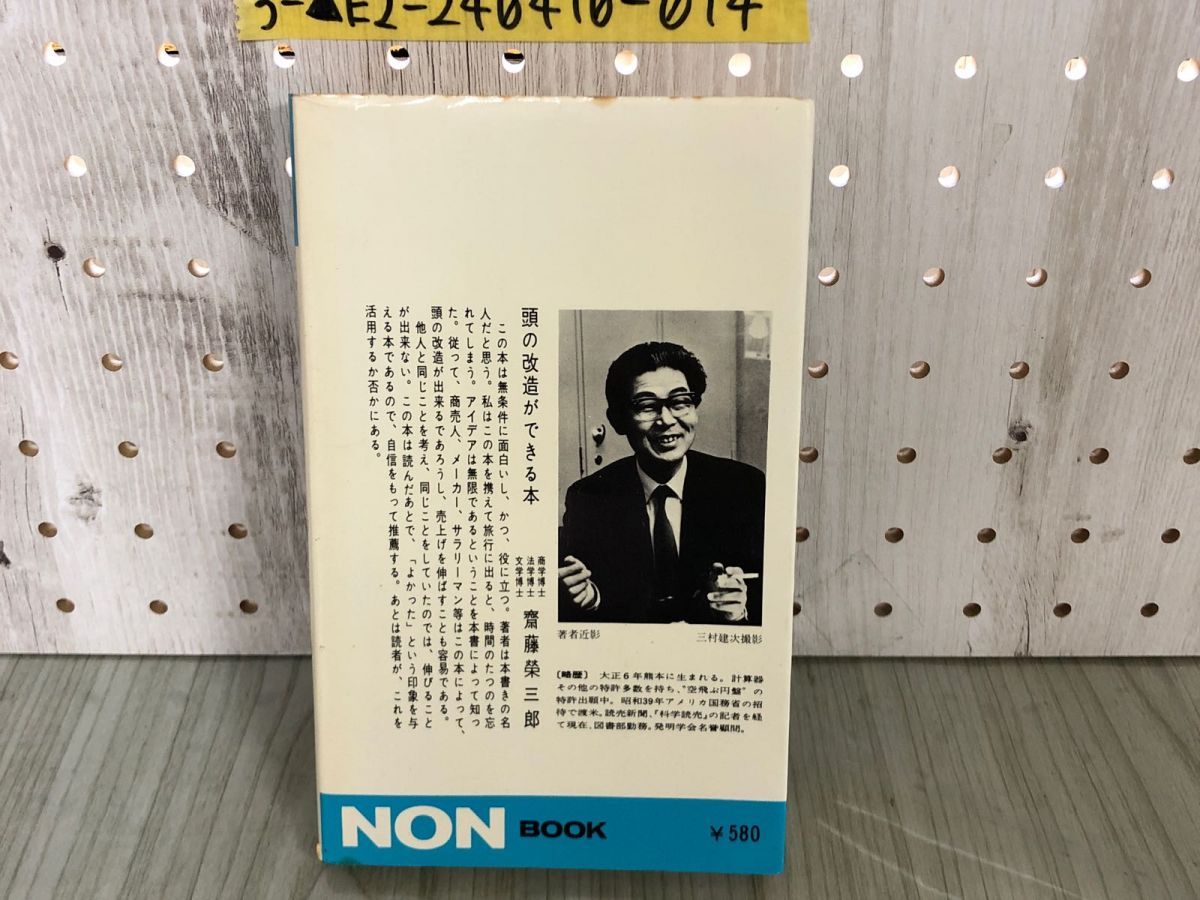 3-▲E2-240410-014
頭の改造ができる本
商学博士
法学博士
文学博士
齋藤榮三郎
この本は無条件に面白いし、かつ、役に立つ。著者は本書きの名
人だと思う。私はこの本を携えて旅行に出ると、時間のたつのを忘
れてしまう。アイデアは無限であるということを本書によって知っ
た。従って、商売人、メーカー、サラリーマン等はこの本によって、
頭の改造が出来るであろうし、売上げを伸ばすことも容易である。
他人と同じことを考え、同じことをしていたのでは、伸びること
が出来ない。この本は読んだあとで、「よかった」という印象を与
える本であるので、自信をもって推薦する。あとは読者が、これを
活用するか否かにある。
著者近影
三村建次撮影
〔略歴〕 大正6年熊本に生まれる。計算器
その他の特許多数を持ち、“空飛ぶ円盤”の
特許出願中。昭和39年アメリカ国務省の招
待で渡米。読売新聞、「科学読売」の記者を経
て現在、図書部勤務。発明学会名誉顧問。
NON BOOK
¥580